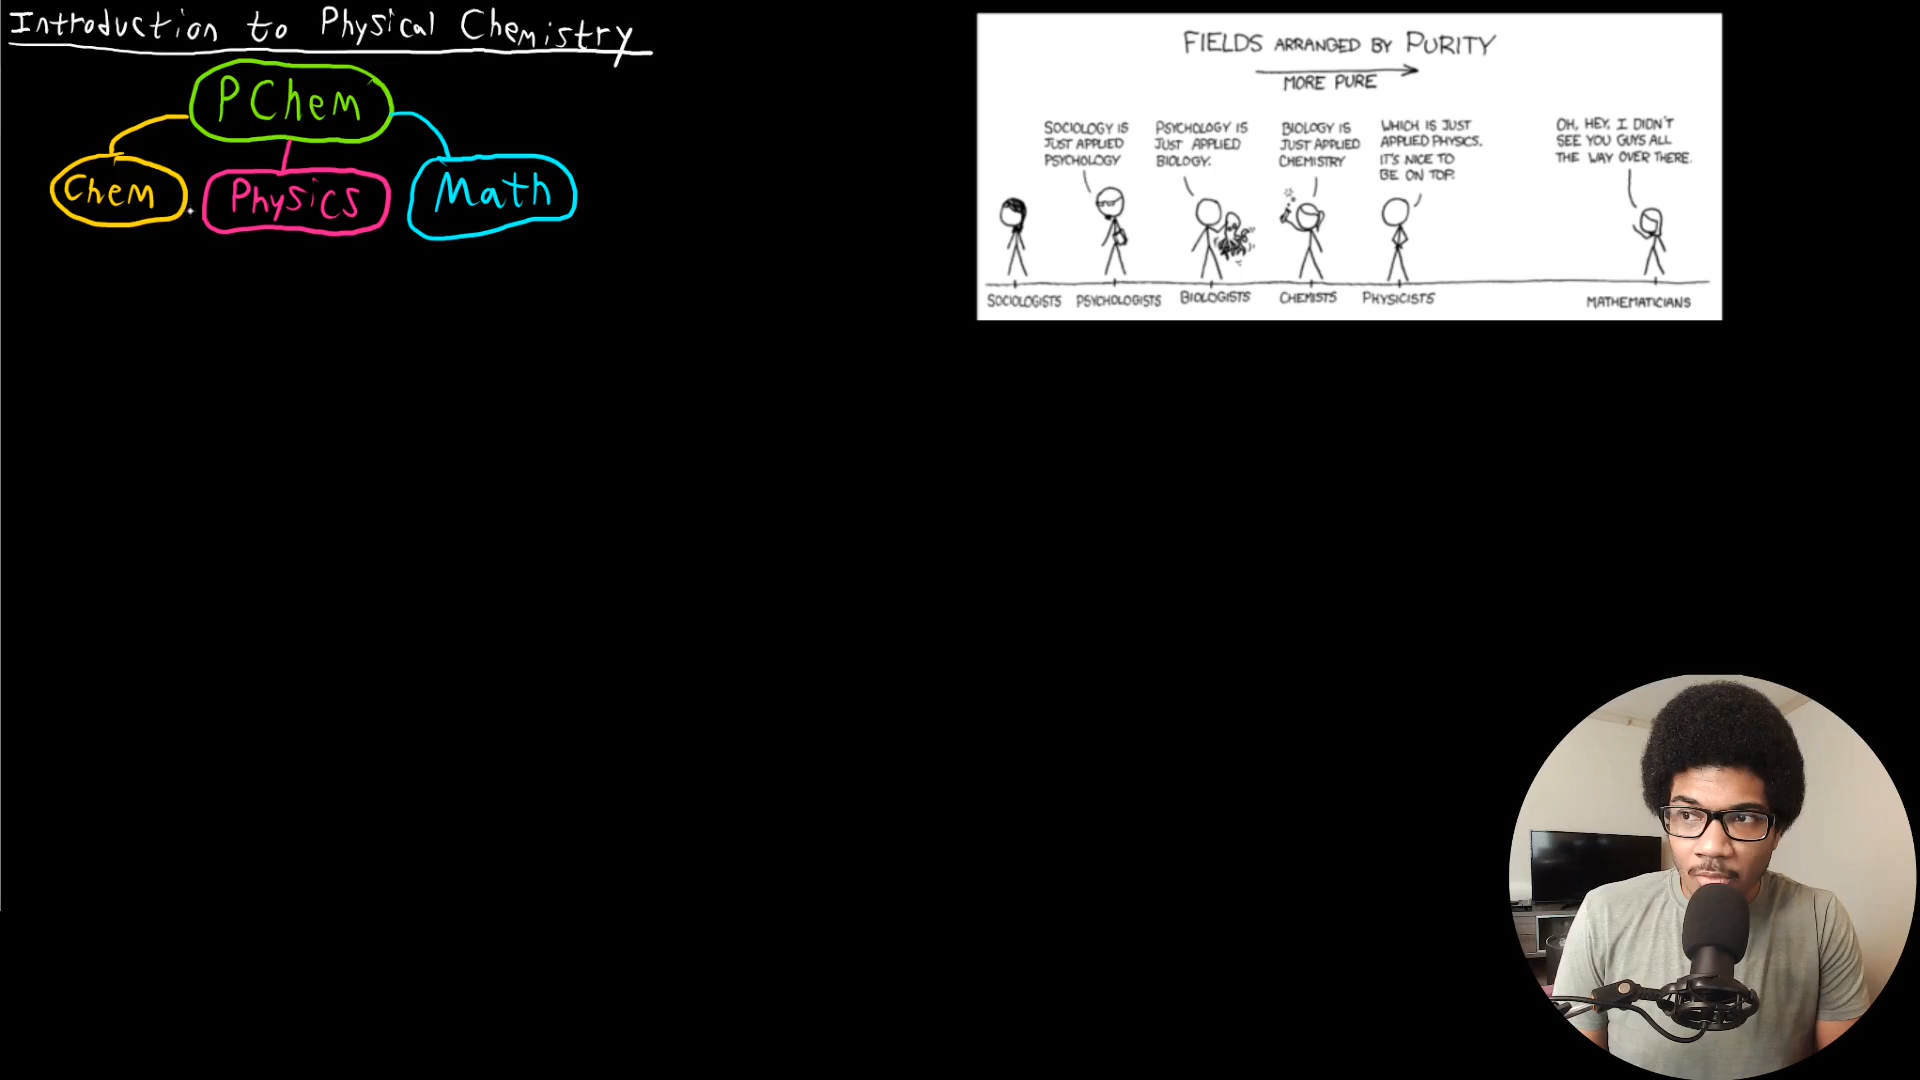 Introduction to Physical Chemistry
PChem
Chem
Physics
Math
FIELDS ARRANGED BY PURITY
MORE PURE
SOCIOLOGY IS
JUST APPLIED
PSYCHOLOGY
PSYCHOLOGY IS
JUST APPLIED
BIOLOGY.
BIOLOGY IS
JUST APPLIED
CHEMISTRY
WHICH IS JUST
APPLIED PHYSICS.
IT'S NICE TO
BE ON TOP.
OH, HEY, I DIDN'T
SEE YOU GUYS ALL
THE WAY OVER THERE.
SOCIOLOGISTS
PSYCHOLOGISTS
BIOLOGISTS
CHEMISTS
PHYSICISTS
MATHEMATICIANS